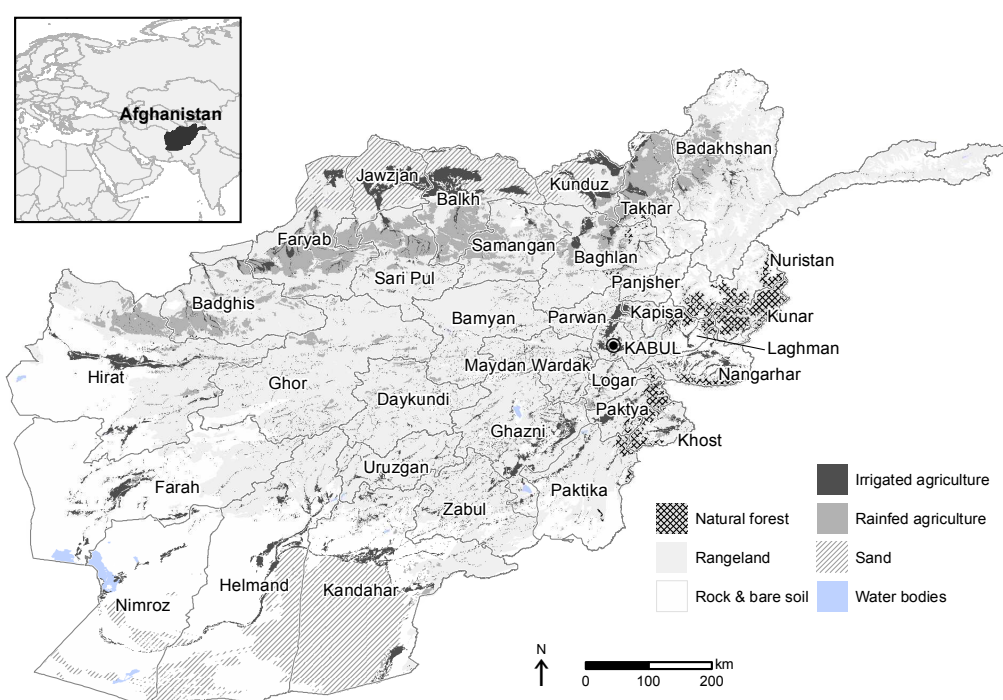 Afghanistan
Badakhshan
Jawzjan
Kunduz
Balkh
Takhar
Faryab
Samangan
Baghlan
Nuristan
Sari Pul
Panjsher
Badghis
Kapisa
Bamyan
Parwan
Kunar
KABUL
Laghman
Maydan Wardak
Nangarhar
Hirat
Ghor
Logar
Daykundi
Paktya
Ghazni
Khost
Uruzgan
Farah
Paktika
Zabul
Helmand
Kandahar
Nimroz
Irrigated agriculture
Natural forest
Rainfed agriculture
Rangeland
Sand
Rock & bare soil
Water bodies
N
km
0 100 200